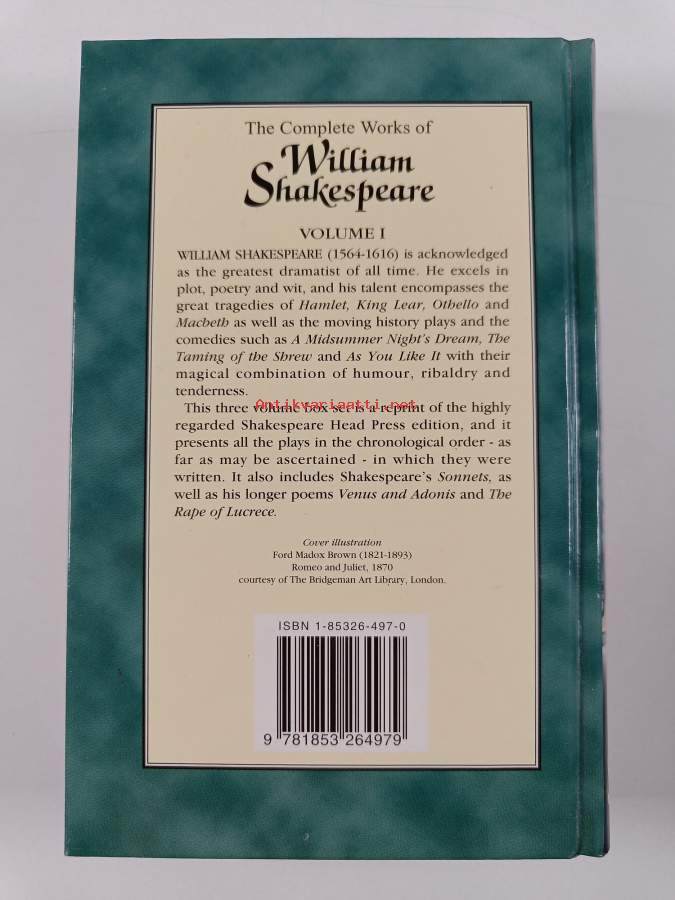 The Complete Works of
William
Shakespeare
VOLUME I
WILLIAM SHAKESPEARE (1564-1616) is acknowledged
as the greatest dramatist of all time. He excels in
plot, poetry and wit, and his talent encompasses the
great tragedies of Hamlet, King Lear, Othello and
Macbeth as well as the moving history plays and the
comedies such as A Midsummer Night's Dream, The
Taming of the Shrew and As You Like It with their
magical combination of humour, ribaldry and
tenderness.
Antikvariaatti.net
This three volume box-set is a reprint of the highly
regarded Shakespeare Head Press edition, and it
presents all the plays in the chronological order - as
far as may be ascertained - in which they were
written. It also includes Shakespeare's Sonnets, as
well as his longer poems Venus and Adonis and The
Rape of Lucrece.
Cover illustration
Ford Madox Brown (1821-1893)
Romeo and Juliet, 1870
courtesy of The Bridgeman Art Library, London.
ISBN 1-85326-497-0
9 781853 264979